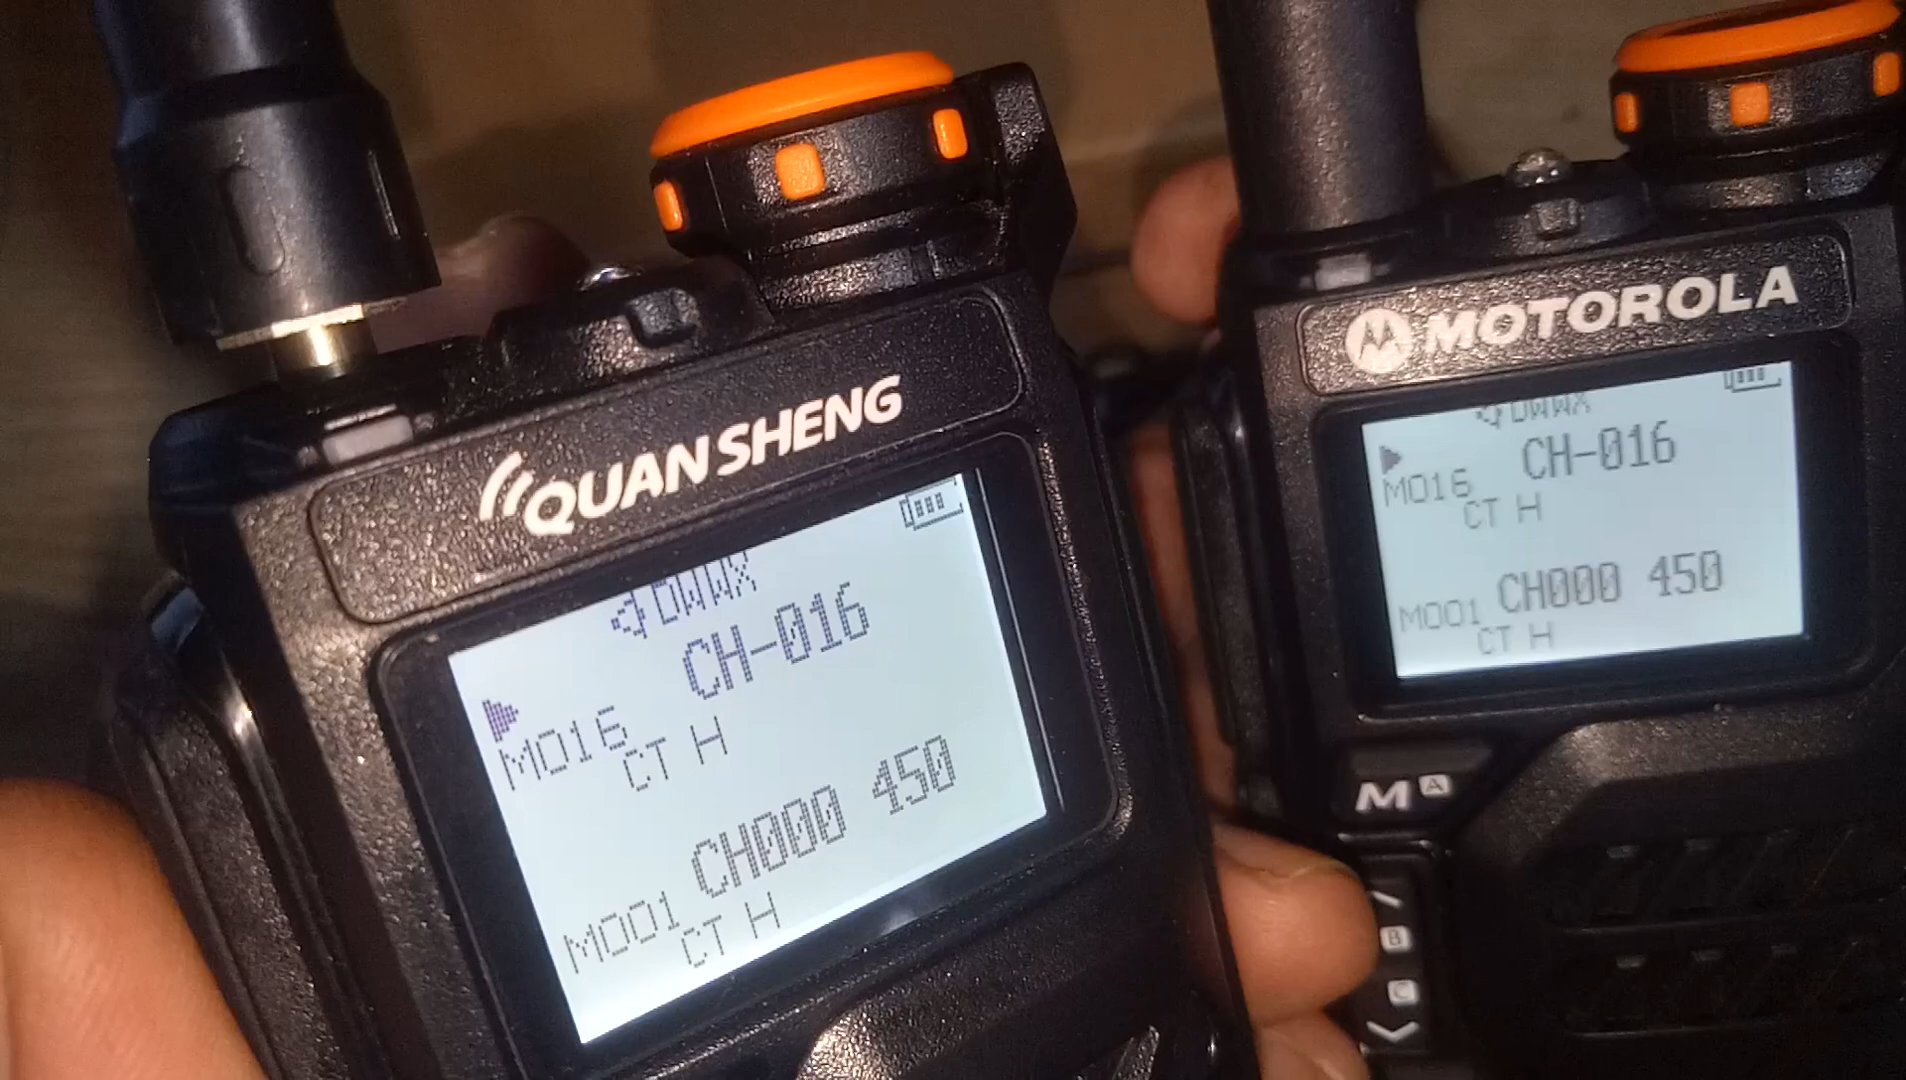 QUANSHENG
DWWX
CH-016
M016
CT H
CH000 450
M001
CT H
MOTOROLA
DWWX
CH-016
M016
CT H
CH000 450
M001
CT H
M A
B
C